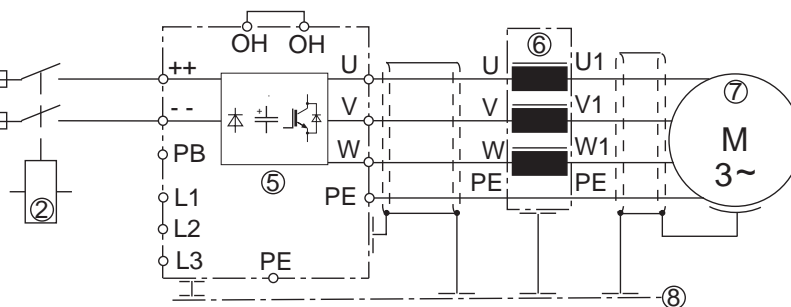 OH OH
++ U U ⑥ U1
⑦
-- V V V1
M
3~
PB W W W1
⑤
PE PE PE
②
L1
L2
L3
PE
⑧